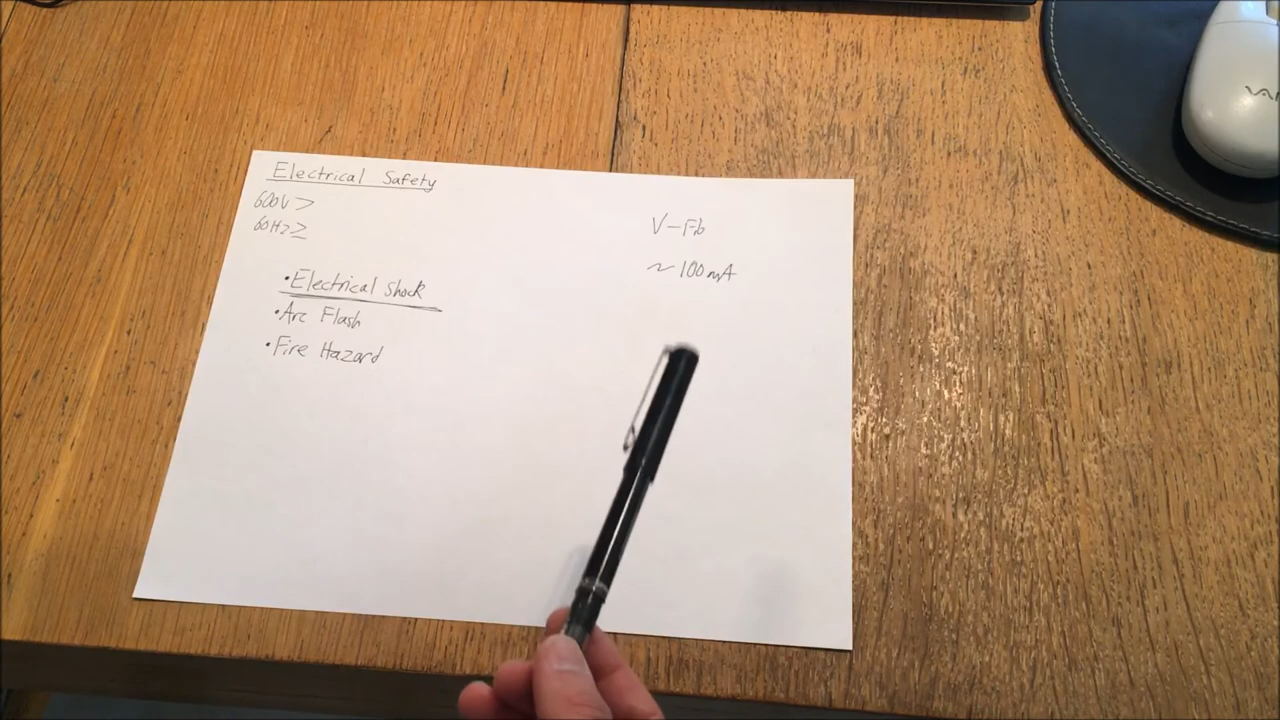 Electrical Safety
600V >
60Hz ≥
• Electrical Shock
• Arc Flash
• Fire Hazard
V-Fib
~ 100mA